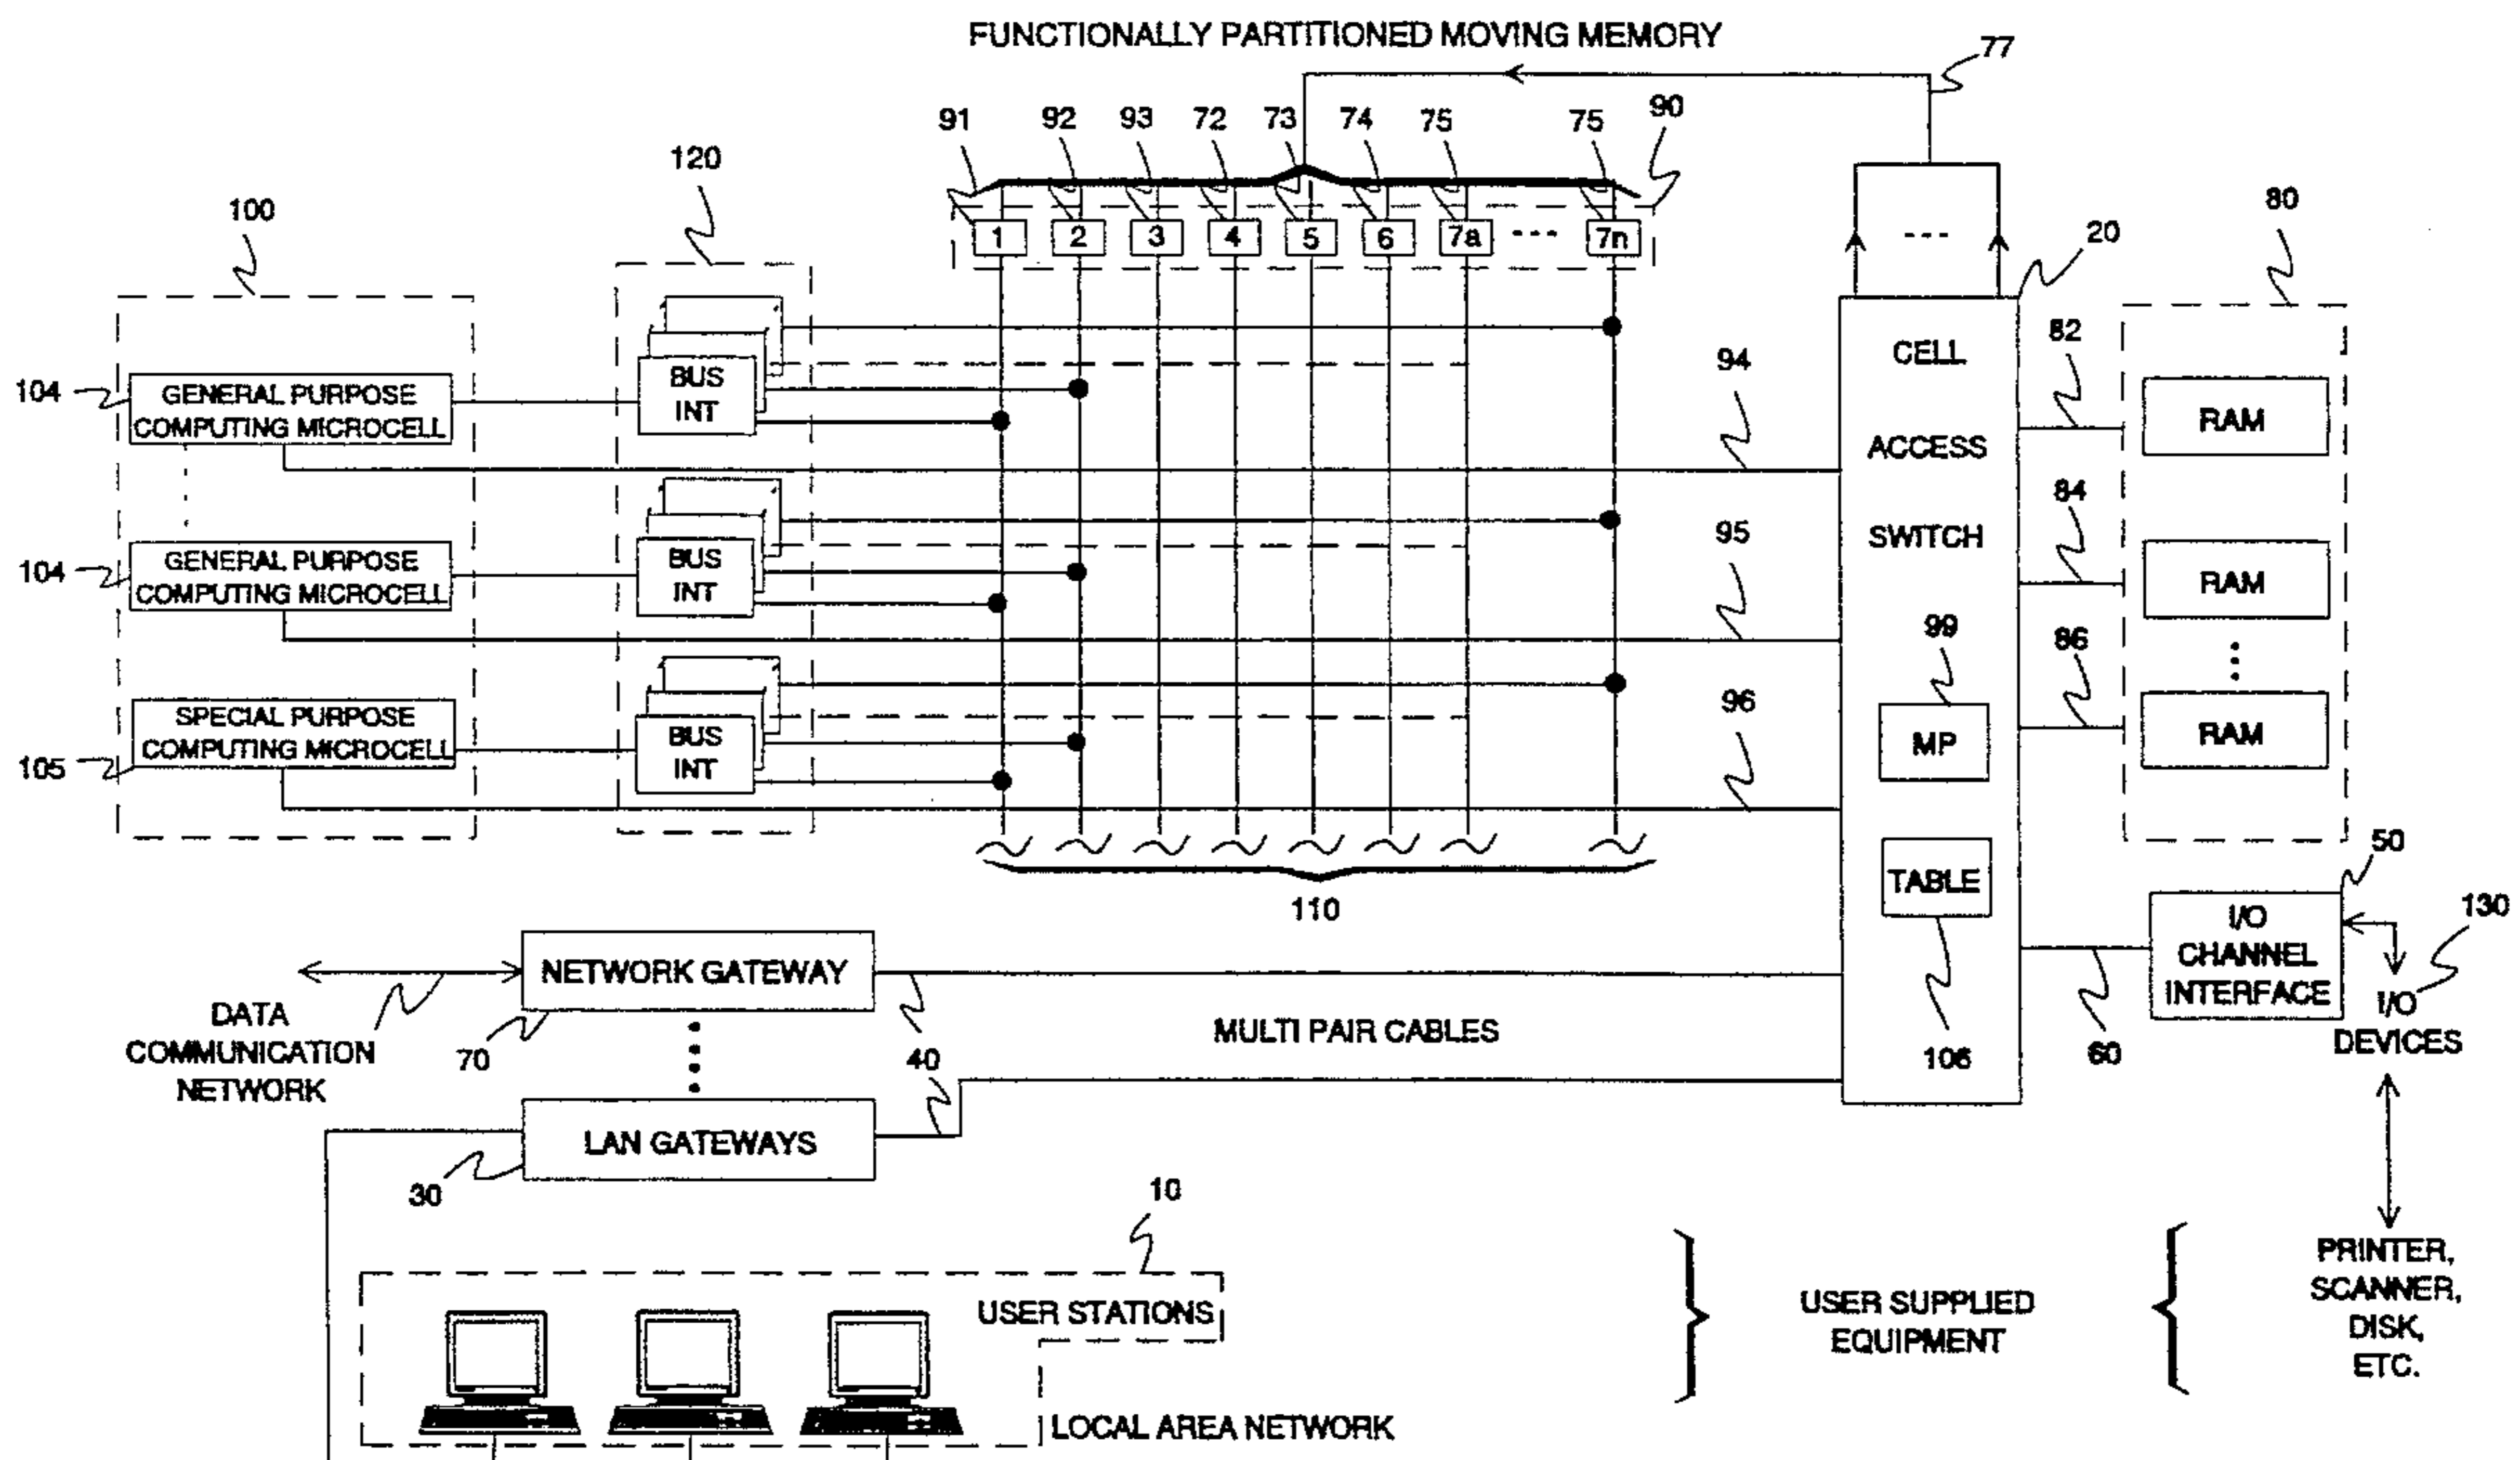 FUNCTIONALLY PARTITIONED MOVING MEMORY
77
91 92 93 72 73 74 75 75 90
120
100
80
20
1 2 3 4 5 6 7a 7n
CELL
ACCESS
SWITCH
82
94
104
GENERAL PURPOSE
COMPUTING MICROCELL
BUS
INT
RAM
84
95
104
GENERAL PURPOSE
COMPUTING MICROCELL
BUS
INT
RAM
99
86
96
105
SPECIAL PURPOSE
COMPUTING MICROCELL
BUS
INT
MP
RAM
50
TABLE
110
130
I/O
CHANNEL
INTERFACE
NETWORK GATEWAY
I/O
DEVICES
DATA
COMMUNICATION
NETWORK
70
40
MULTI PAIR CABLES
106
60
40
LAN GATEWAYS
30
10
USER STATIONS
USER SUPPLIED
EQUIPMENT
PRINTER,
SCANNER,
DISK,
ETC.
LOCAL AREA NETWORK